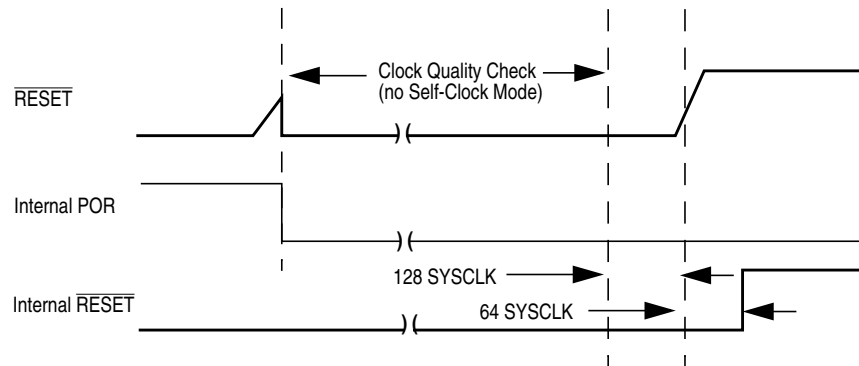 Clock Quality Check
(no Self-Clock Mode)
RESET
Internal POR
128 SYSCLK
Internal RESET
64 SYSCLK